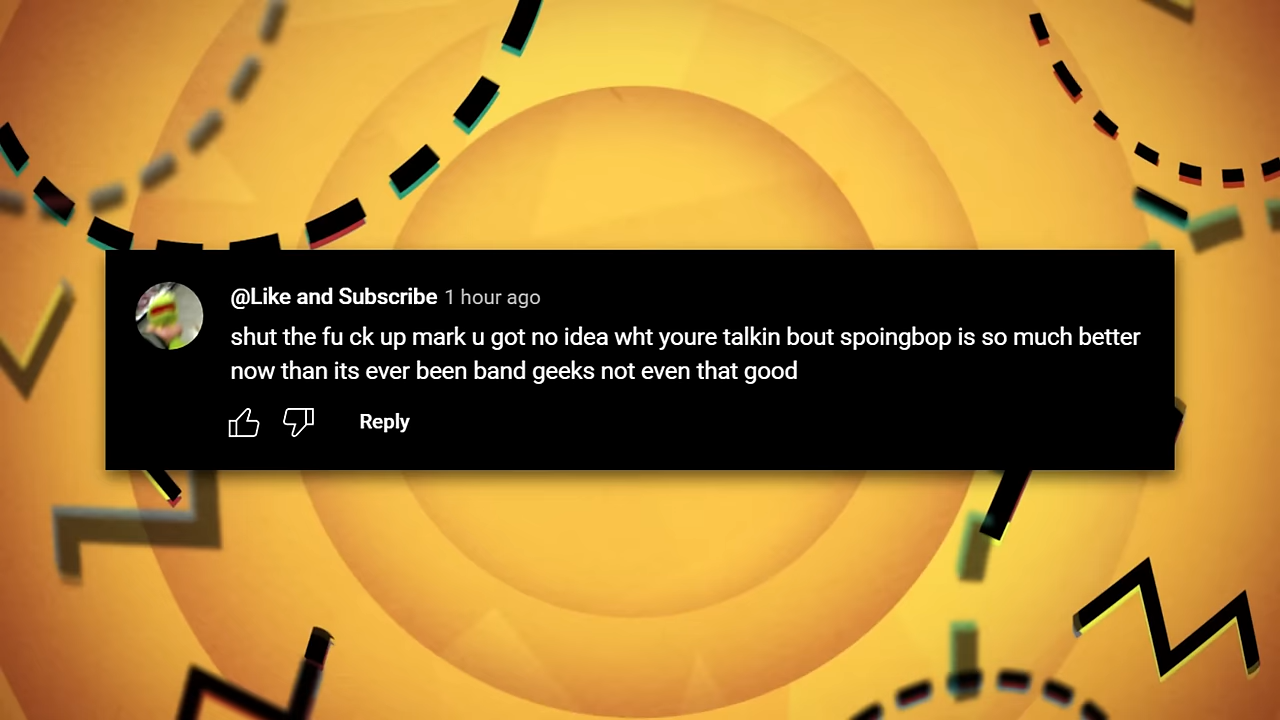 @Like and Subscribe 1 hour ago
shut the fu ck up mark u got no idea wht youre talkin bout spoingbop is so much better
now than its ever been band geeks not even that good
Reply